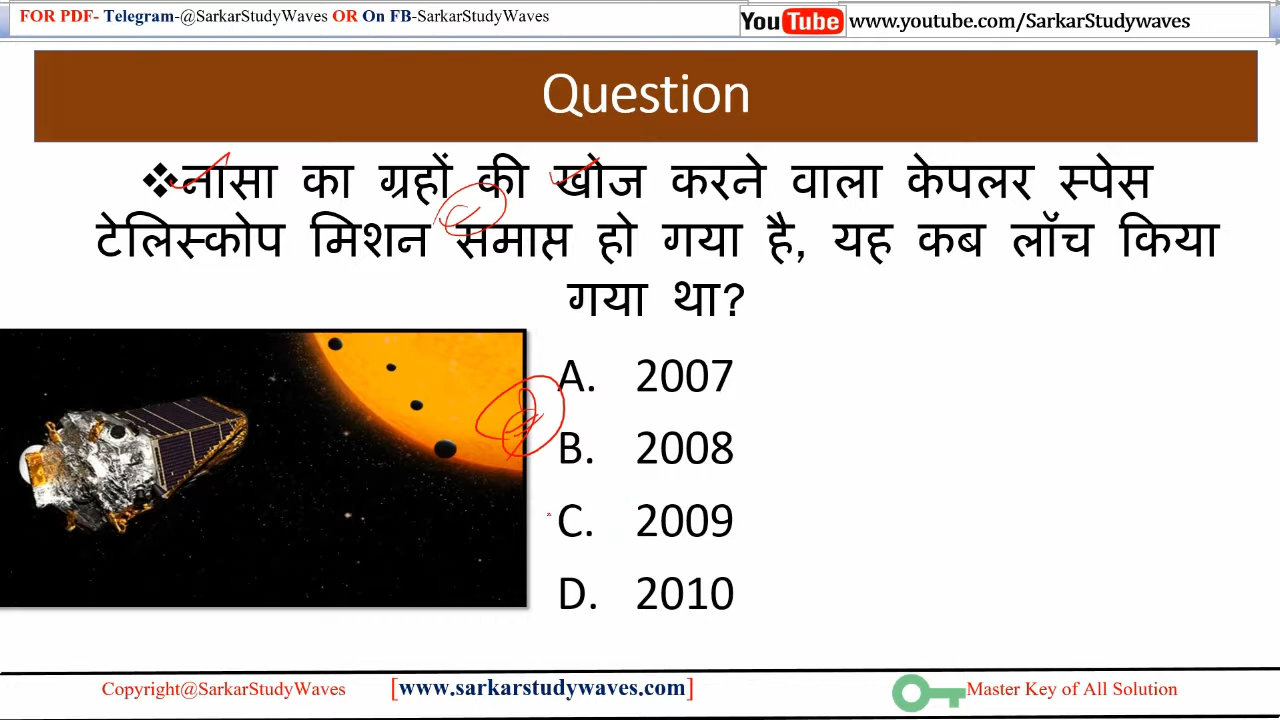 FOR PDF- Telegram-@SarkarStudyWaves OR On FB-SarkarStudyWaves
YouTube www.youtube.com/SarkarStudywaves
Question
❖नासा का ग्रहों की खोज करने वाला केपलर स्पेस
टेलिस्कोप मिशन समाप्त हो गया है, यह कब लॉच किया
गया था?
A. 2007
B. 2008
C. 2009
D. 2010
Copyright@SarkarStudyWaves [www.sarkarstudywaves.com] Master Key of All Solution